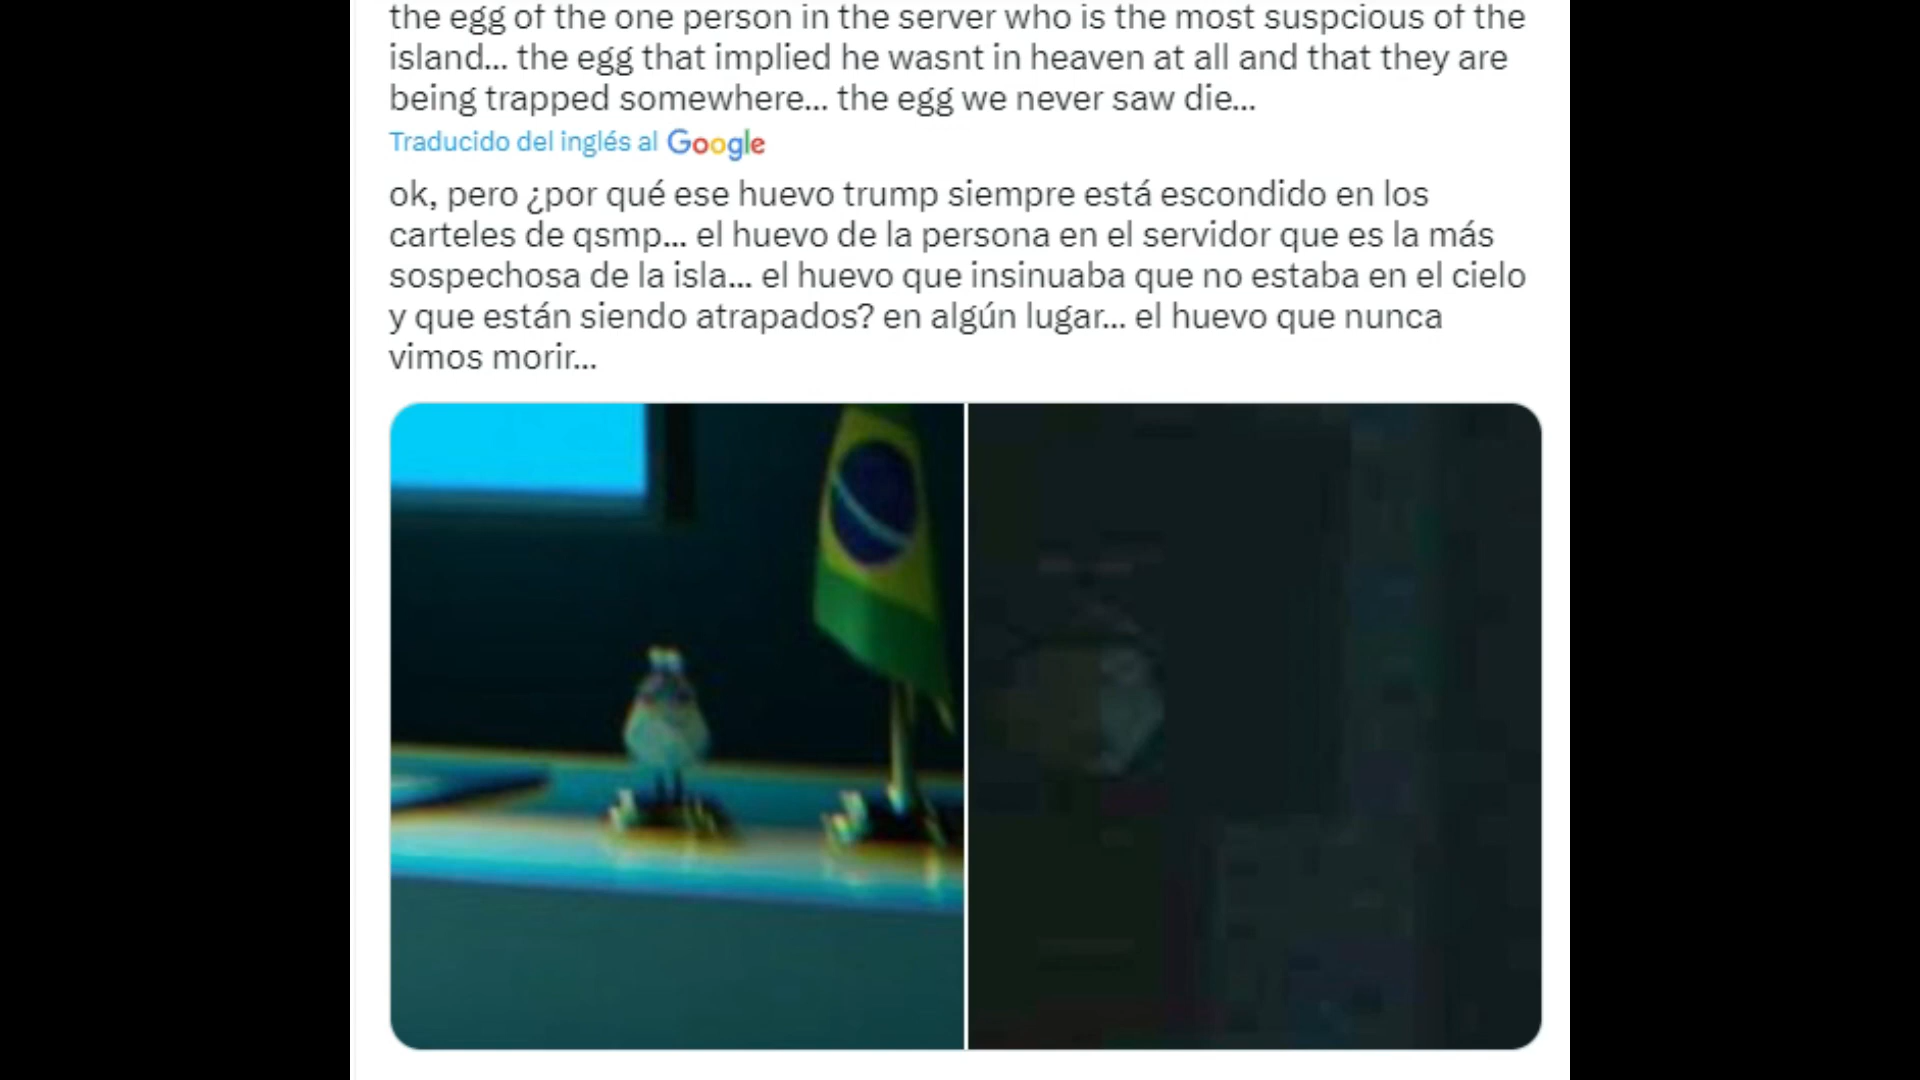 the egg of the one person in the server who is the most suspcious of the
island... the egg that implied he wasnt in heaven at all and that they are
being trapped somewhere... the egg we never saw die...
Traducido del inglés al Google
ok, pero ¿por qué ese huevo trump siempre está escondido en los
carteles de qsmp... el huevo de la persona en el servidor que es la más
sospechosa de la isla... el huevo que insinuaba que no estaba en el cielo
y que están siendo atrapados? en algún lugar... el huevo que nunca
vimos morir...